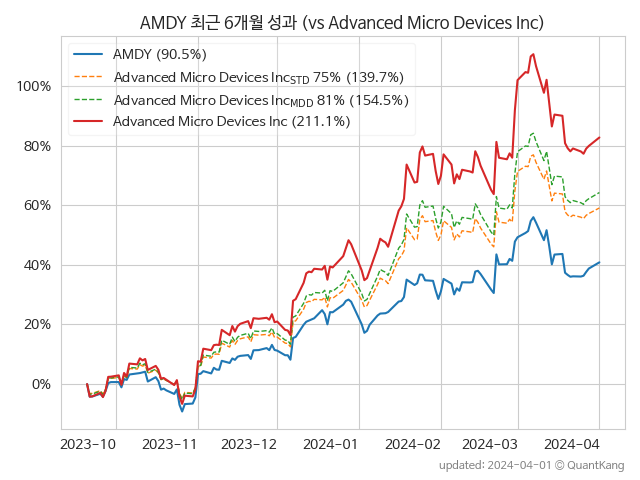 AMDY 최근 6개월 성과 (vs Advanced Micro Devices Inc)
AMDY (90.5%)
Advanced Micro Devices Inc_STD 75% (139.7%)
Advanced Micro Devices Inc_MDD 81% (154.5%)
Advanced Micro Devices Inc (211.1%)
100%
80%
60%
40%
20%
0%
2023-10 2023-11 2023-12 2024-01 2024-02 2024-03 2024-04
updated: 2024-04-01 © QuantKang